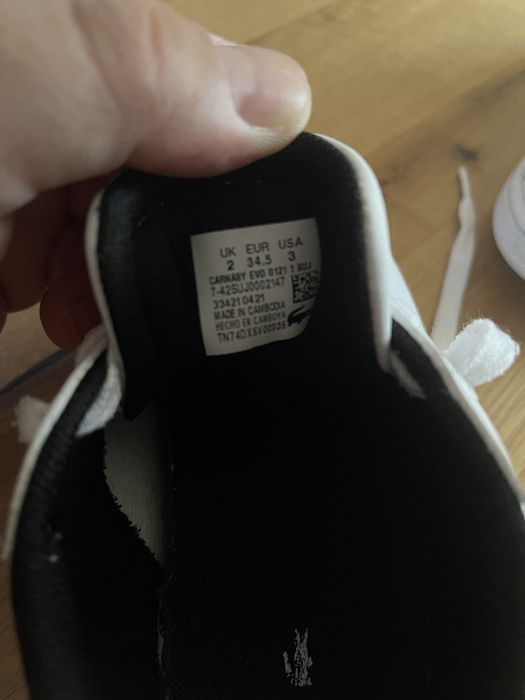 UK EUR USA
2 34.5 3
CARNABY EVO 0121 1 SUJ
7-42SUJ0002147
334210421
MADE IN CAMBODIA
HECHO EN CAMBOYA
TN74DX5V00035